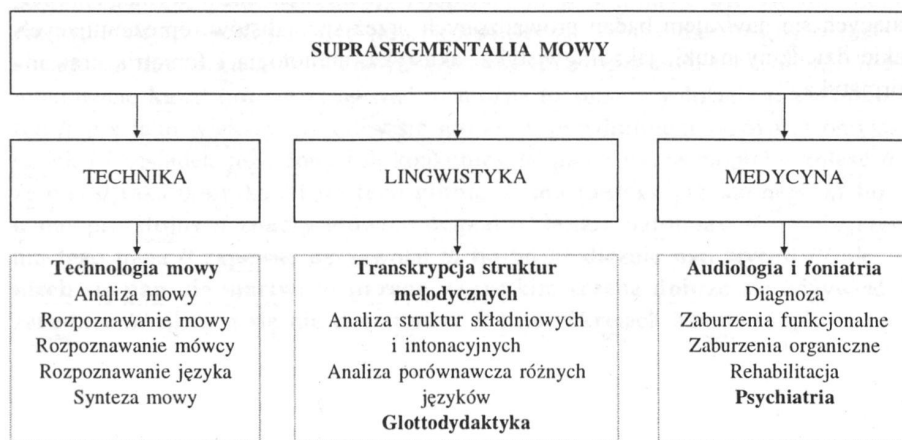 SUPRASEGMENTALIA MOWY
TECHNIKA
LINGWISTYKA
MEDYCYNA
Technologia mowy
Analiza mowy
Rozpoznawanie mowy
Rozpoznawanie mówcy
Rozpoznawanie języka
Synteza mowy
Transkrypcja struktur
melodycznych
Analiza struktur składniowych
i intonacyjnych
Analiza porównawcza różnych
języków
Glottodydaktyka
Audiologia i foniatria
Diagnoza
Zaburzenia funkcjonalne
Zaburzenia organiczne
Rehabilitacja
Psychiatria